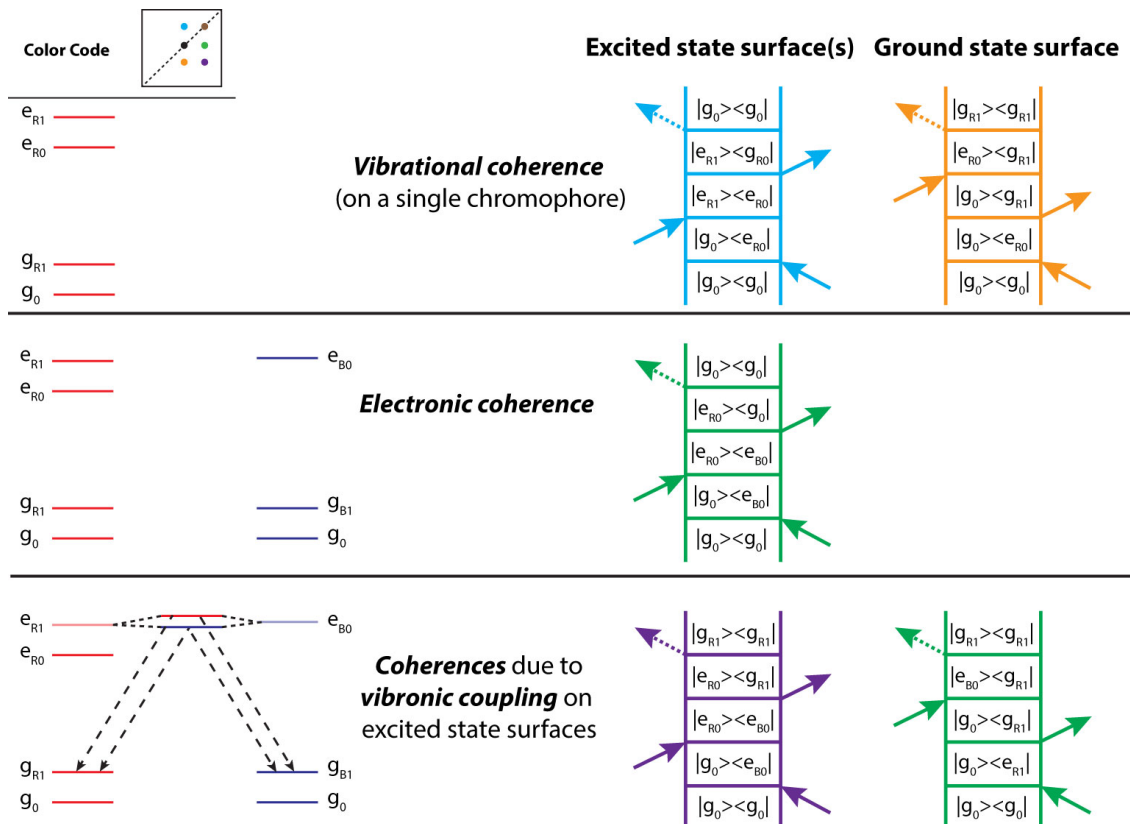 Color Code
Excited state surface(s)
Ground state surface
e_R1
e_R0
g_R1
g_0
Vibrational coherence
(on a single chromophore)
|g_0><g_0|
|e_R1><g_R0|
|e_R1><e_R0|
|g_0><e_R0|
|g_0><g_0|
|g_R1><g_R1|
|e_R0><g_R1|
|g_0><g_R1|
|g_0><e_R0|
|g_0><g_0|
e_R1
e_R0
g_R1
g_0
e_B0
g_B1
g_0
Electronic coherence
|g_0><g_0|
|e_R0><g_0|
|e_R0><e_B0|
|g_0><e_B0|
|g_0><g_0|
e_R1
e_R0
g_R1
g_0
e_B0
g_B1
g_0
Coherences due to
vibronic coupling on
excited state surfaces
|g_R1><g_R1|
|e_R0><g_R1|
|e_R0><e_B0|
|g_0><e_B0|
|g_0><g_0|
|g_R1><g_R1|
|e_B0><g_R1|
|g_0><g_R1|
|g_0><e_R1|
|g_0><g_0|